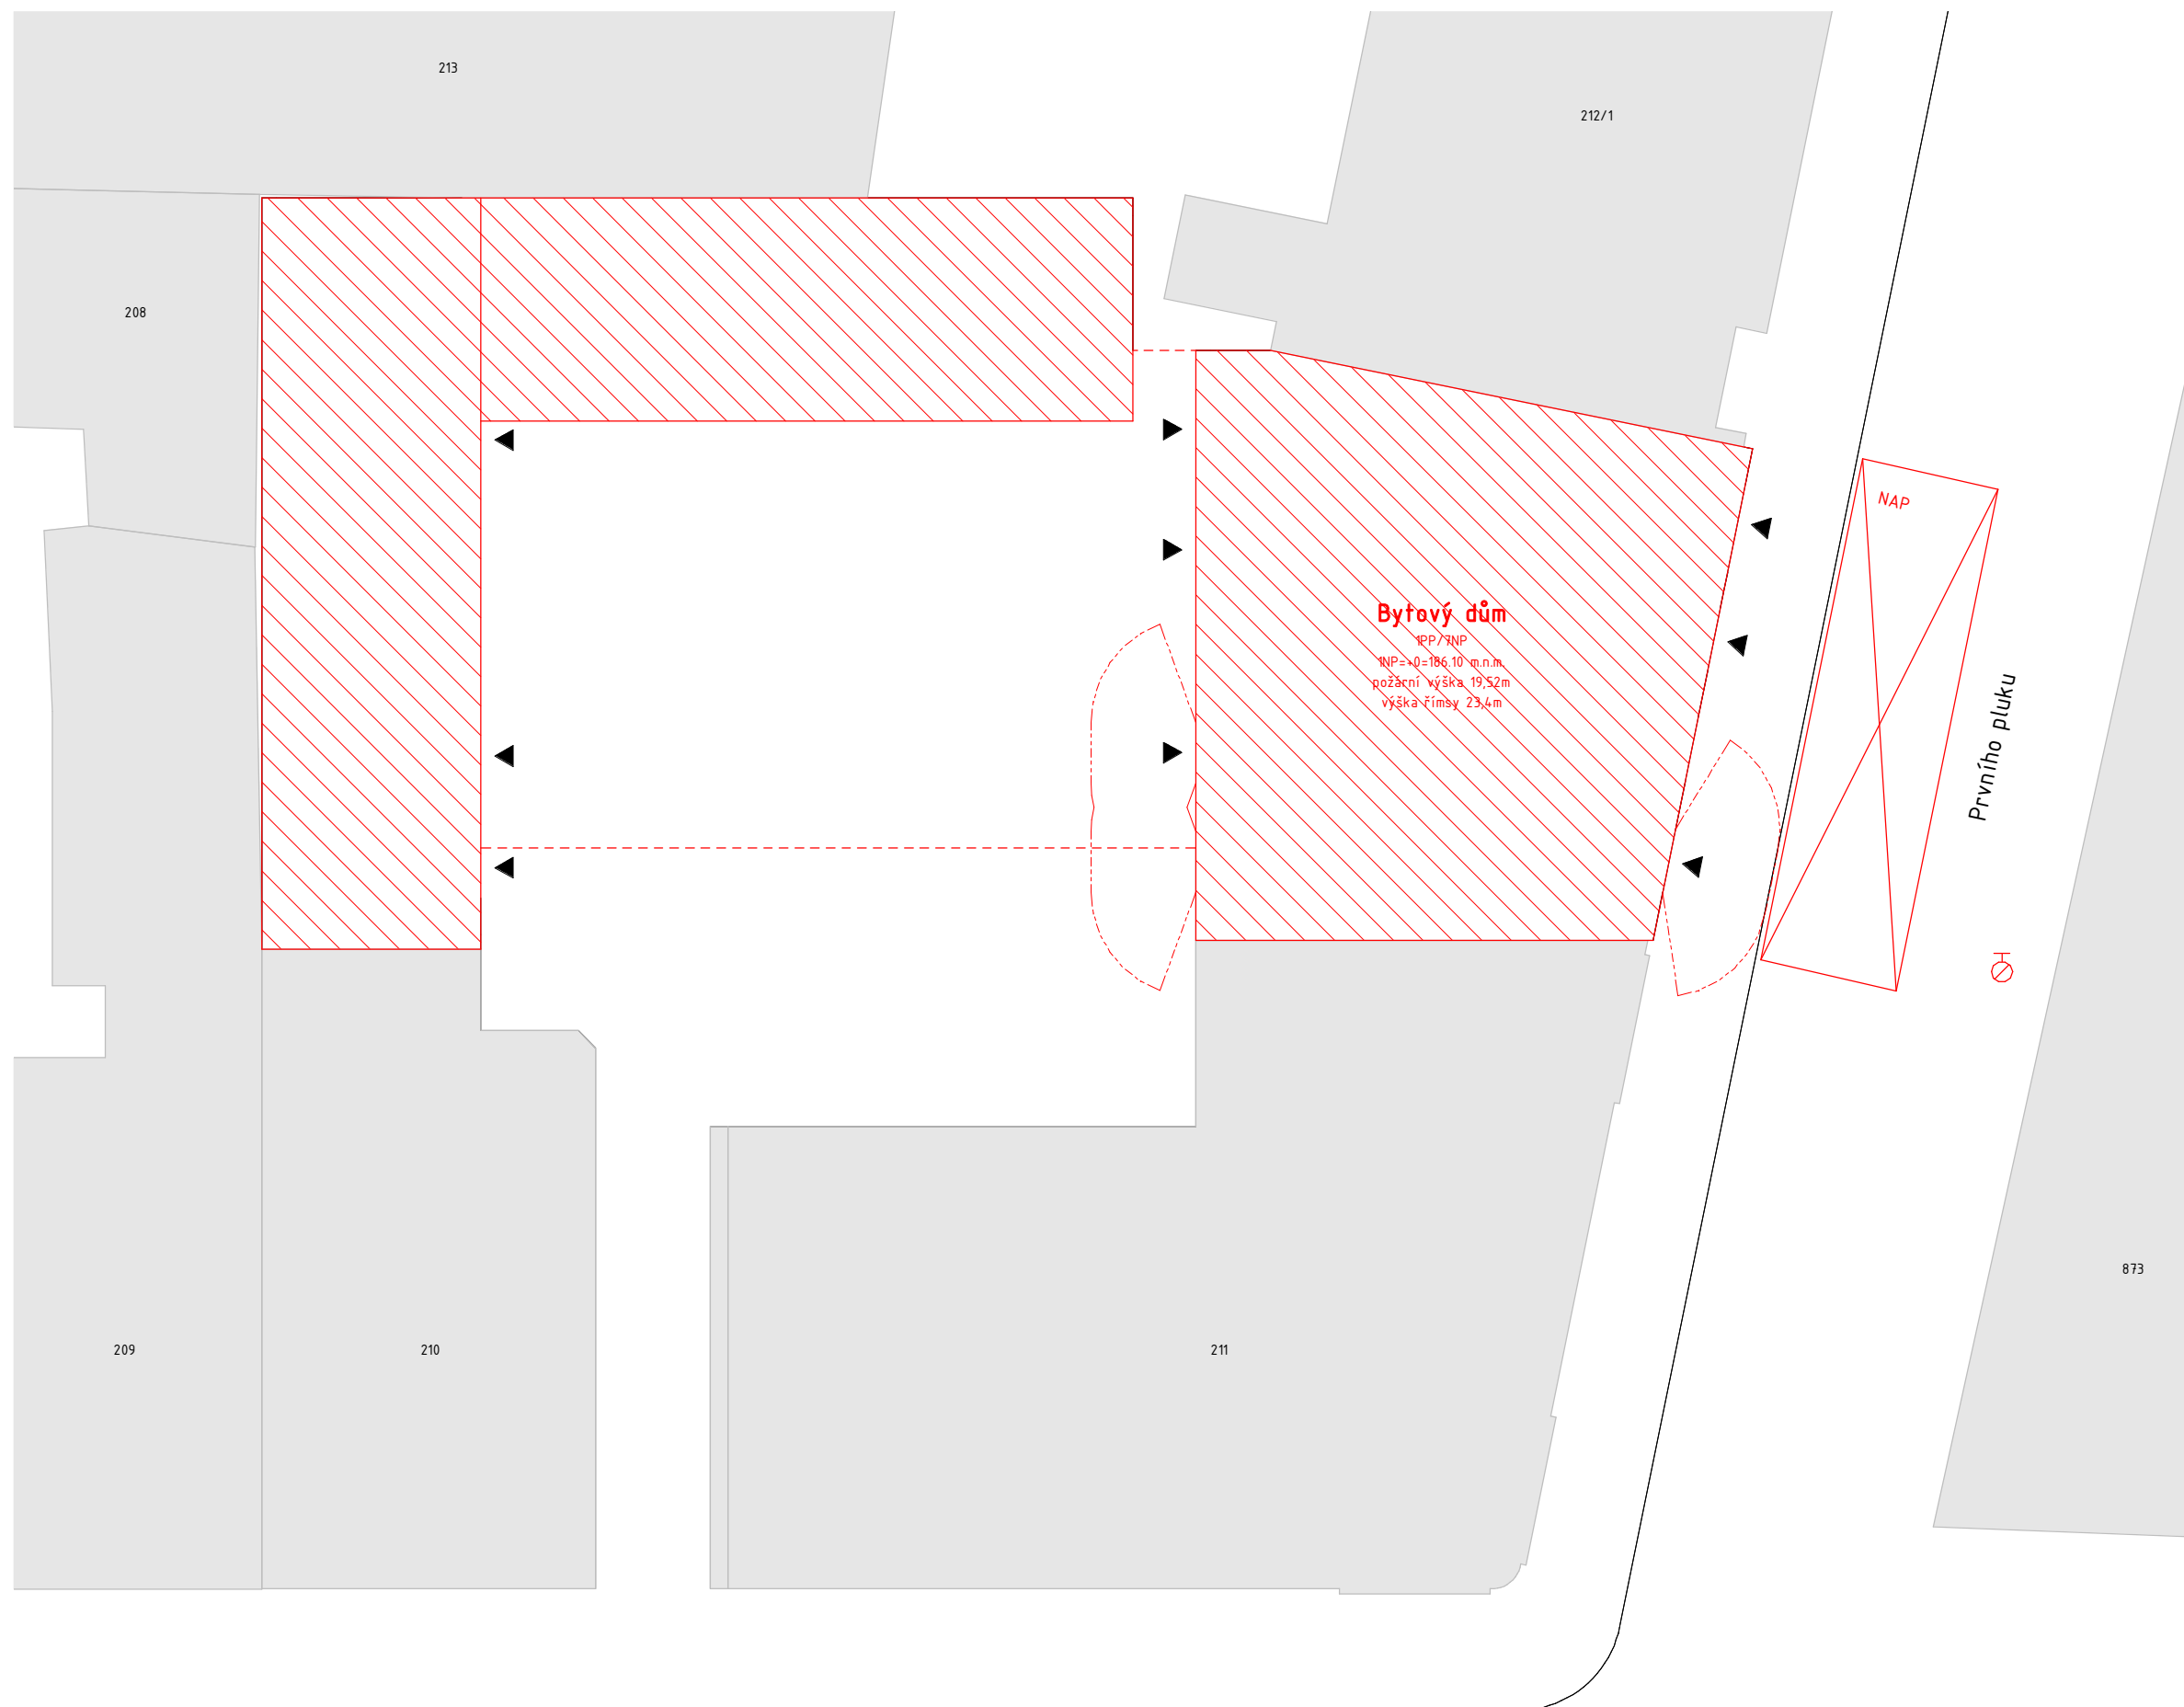 213
212/1
208
NAP
Bytový dům
1PP/7NP
1NP=+0=186.10 m.n.m.
požární výška 19,52m
výška římsy 23,4m
Prvního pluku
873
209
210
211